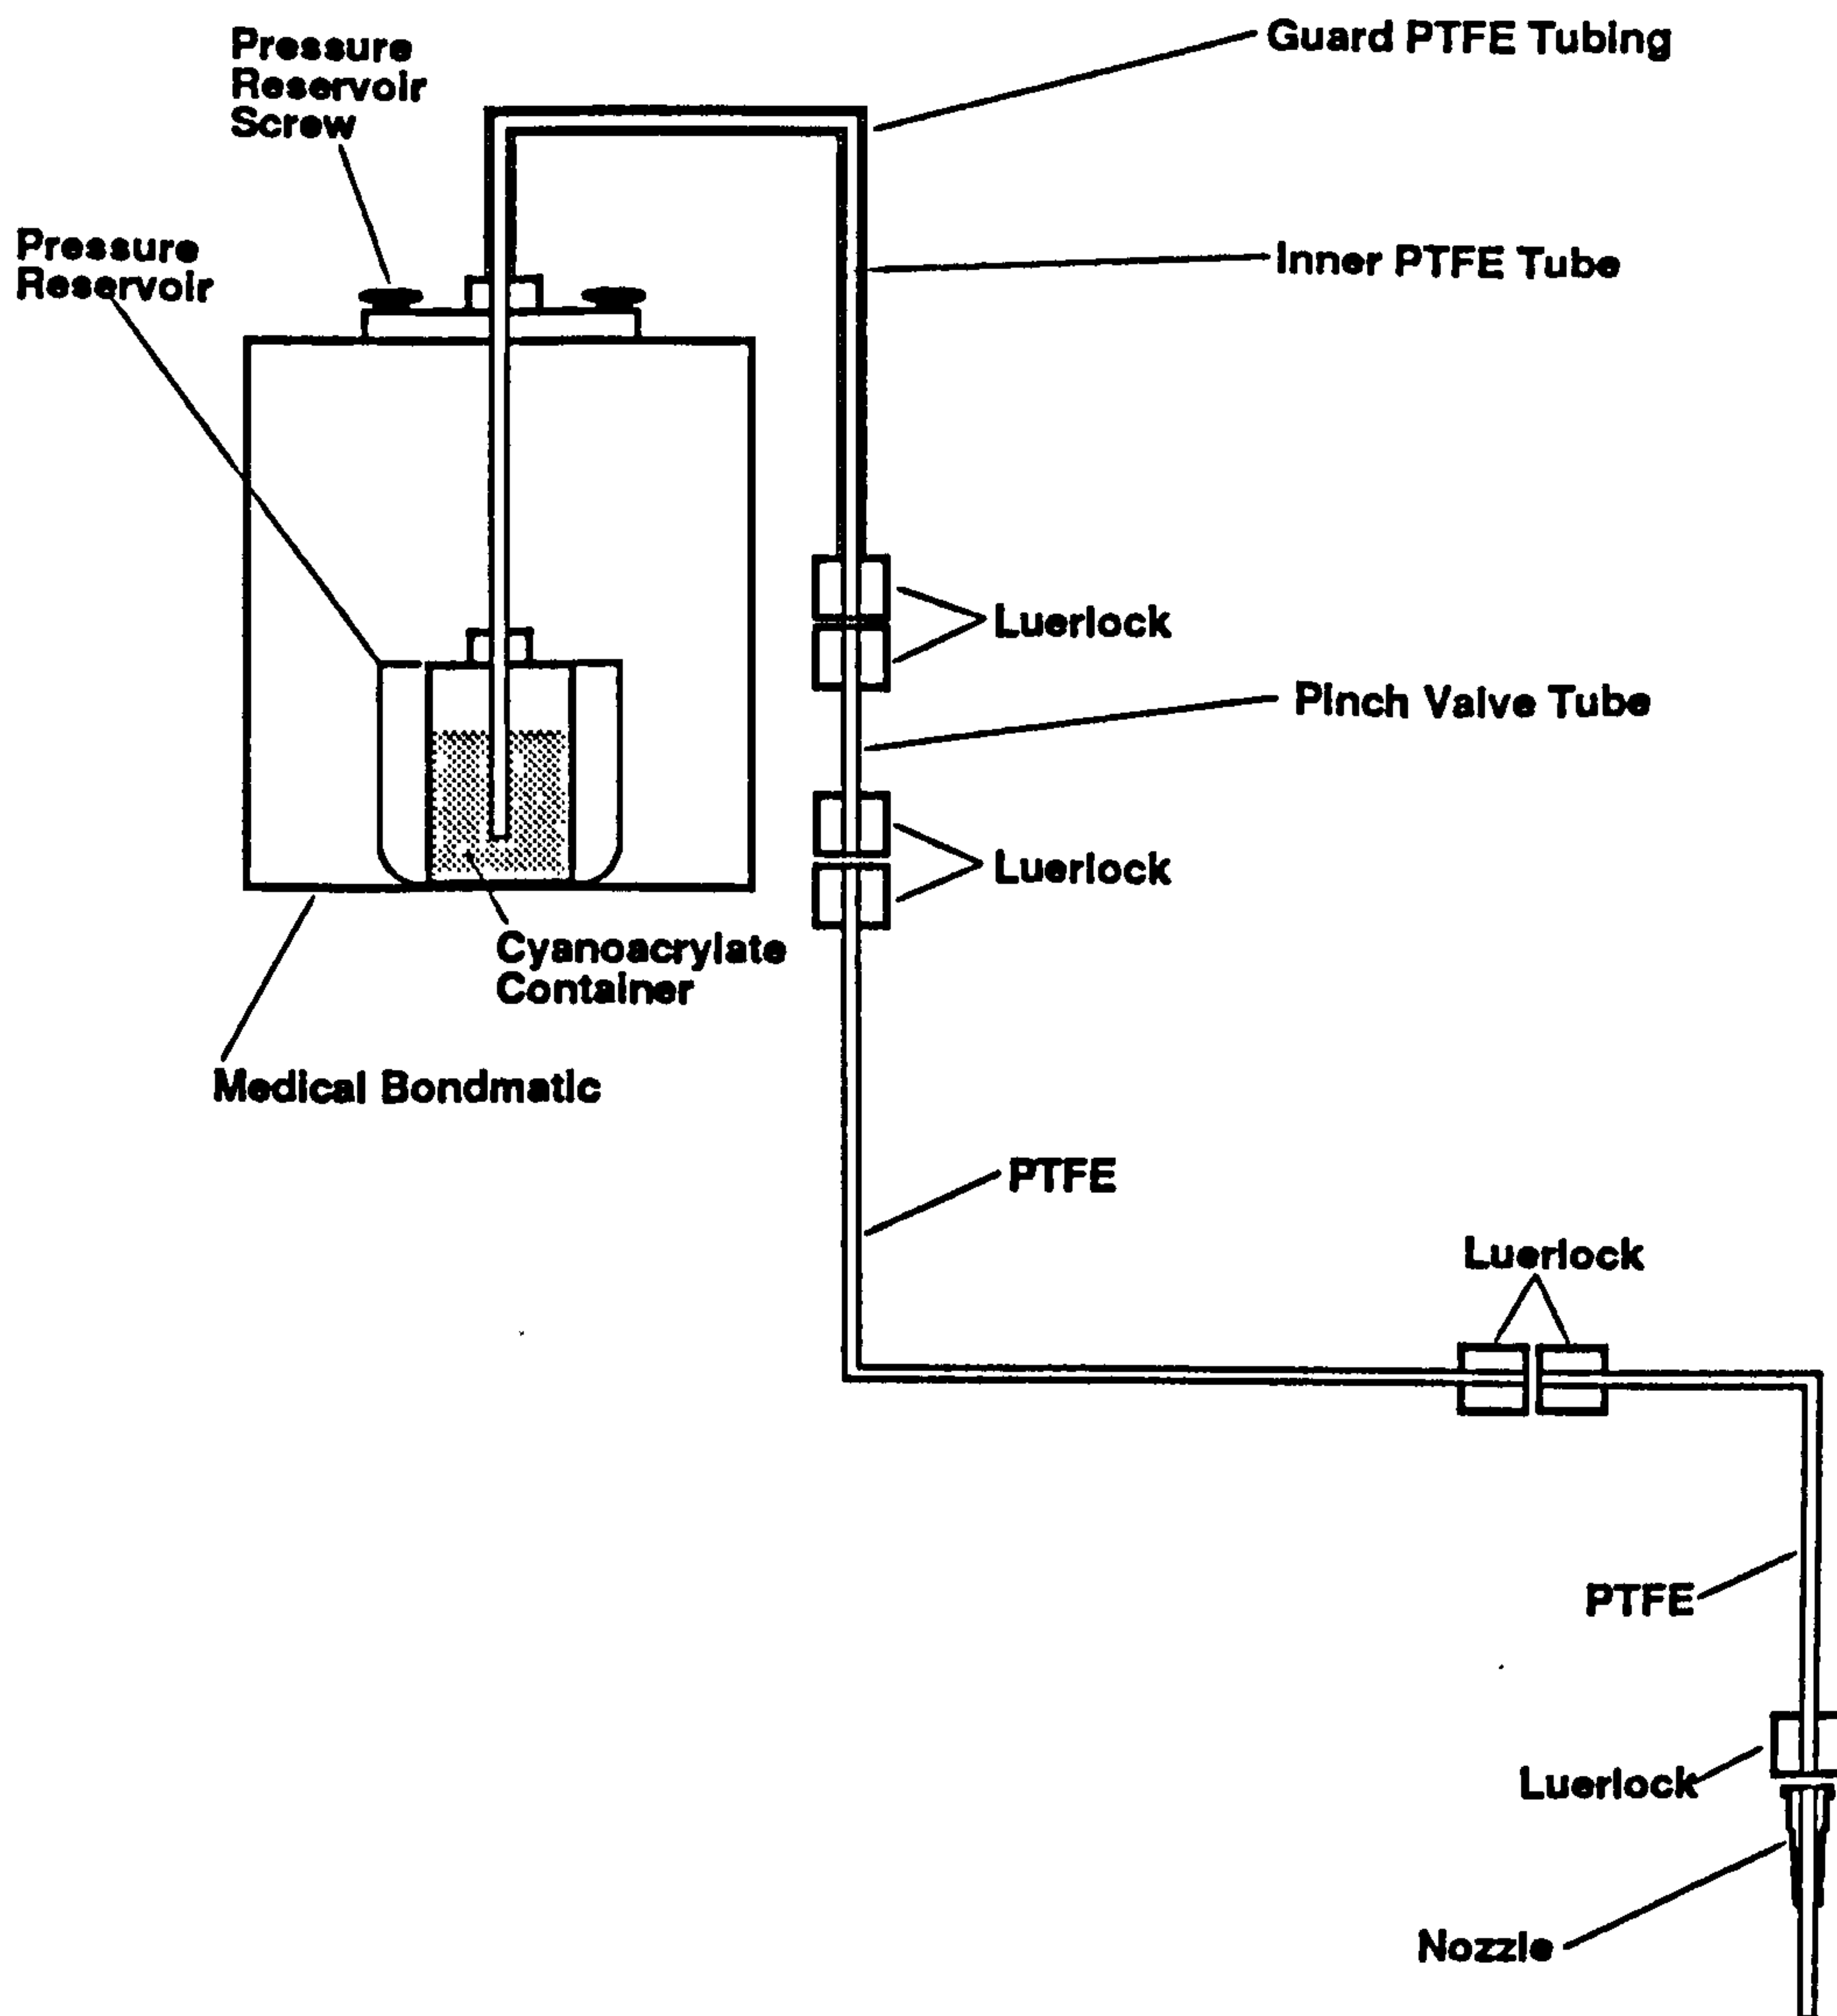 Pressure
Reservoir
Screw
Guard PTFE Tubing
Pressure
Reservoir
Inner PTFE Tube
Luerlock
Pinch Valve Tube
Luerlock
Cyanoacrylate
Container
Medical Bondmatic
PTFE
Luerlock
PTFE
Luerlock
Nozzle